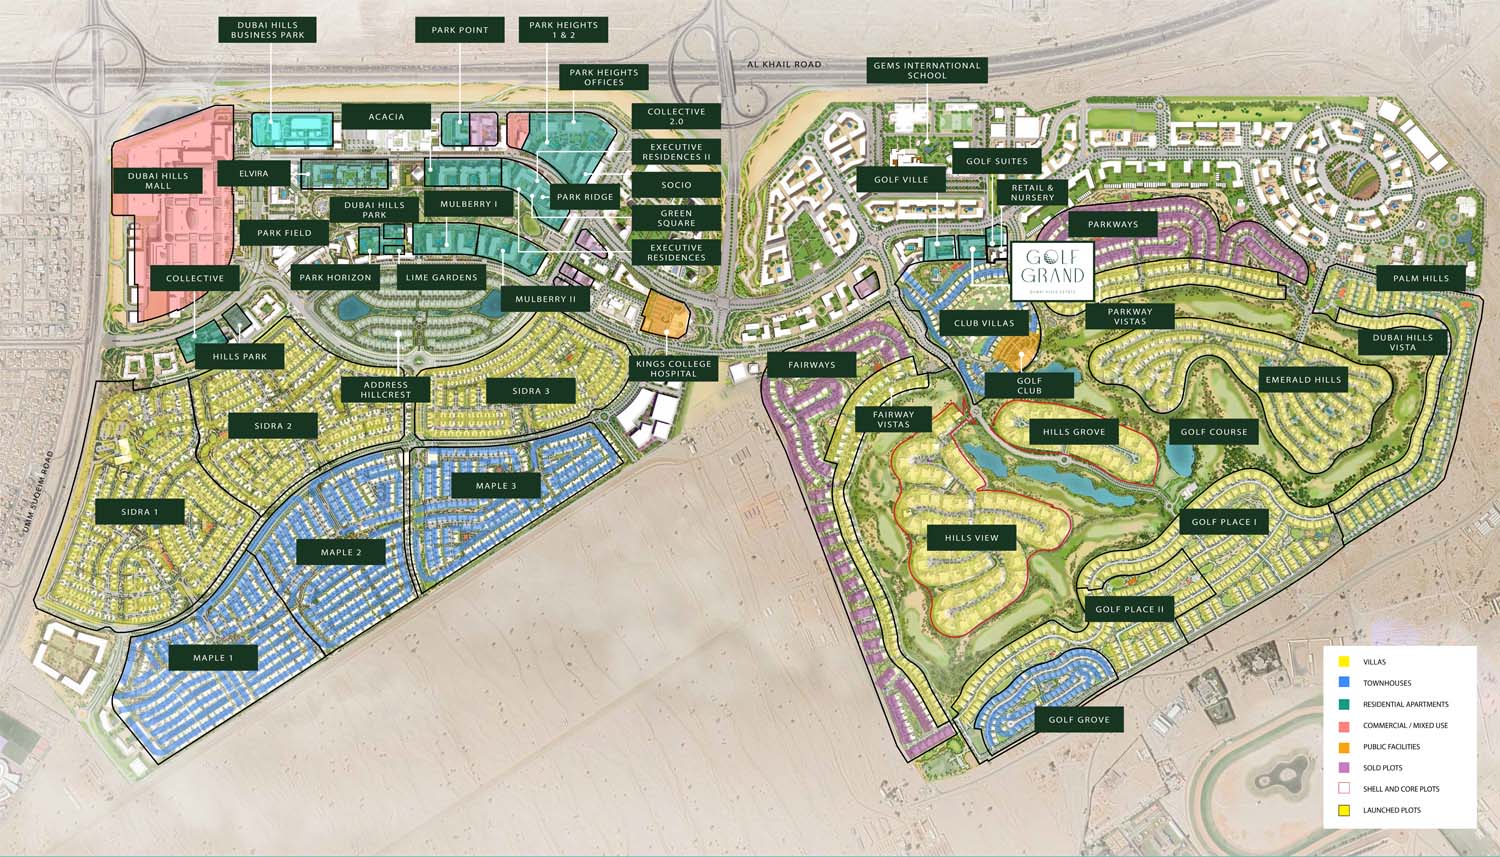 DUBAI HILLS
BUSINESS PARK
PARK POINT
PARK HEIGHTS
1 & 2
AL KHAIL ROAD
GEMS INTERNATIONAL
SCHOOL
PARK HEIGHTS
OFFICES
ACACIA
COLLECTIVE
2.0
EXECUTIVE
RESIDENCES II
DUBAI HILLS
MALL
ELVIRA
SOCIO
GOLF SUITES
GOLF VILLE
RETAIL &
NURSERY
PARK RIDGE
DUBAI HILLS
PARK
MULBERRY I
GREEN
SQUARE
PARKWAYS
PARK FIELD
EXECUTIVE
RESIDENCES
GOLF
GRAND
DUBAI HILLS ESTATE
COLLECTIVE
PARK HORIZON
LIME GARDENS
PALM HILLS
MULBERRY II
PARKWAY
VISTAS
CLUB VILLAS
DUBAI HILLS
VISTA
HILLS PARK
KINGS COLLEGE
HOSPITAL
FAIRWAYS
ADDRESS
HILLCREST
SIDRA 3
GOLF
CLUB
EMERALD HILLS
FAIRWAY
VISTAS
SIDRA 2
HILLS GROVE
GOLF COURSE
UMM SUQEIM ROAD
MAPLE 3
SIDRA 1
GOLF PLACE I
HILLS VIEW
MAPLE 2
GOLF PLACE II
MAPLE 1
GOLF GROVE
VILLAS
TOWNHOUSES
RESIDENTIAL APARTMENTS
COMMERCIAL / MIXED USE
PUBLIC FACILITIES
SOLD PLOTS
SHELL AND CORE PLOTS
LAUNCHED PLOTS